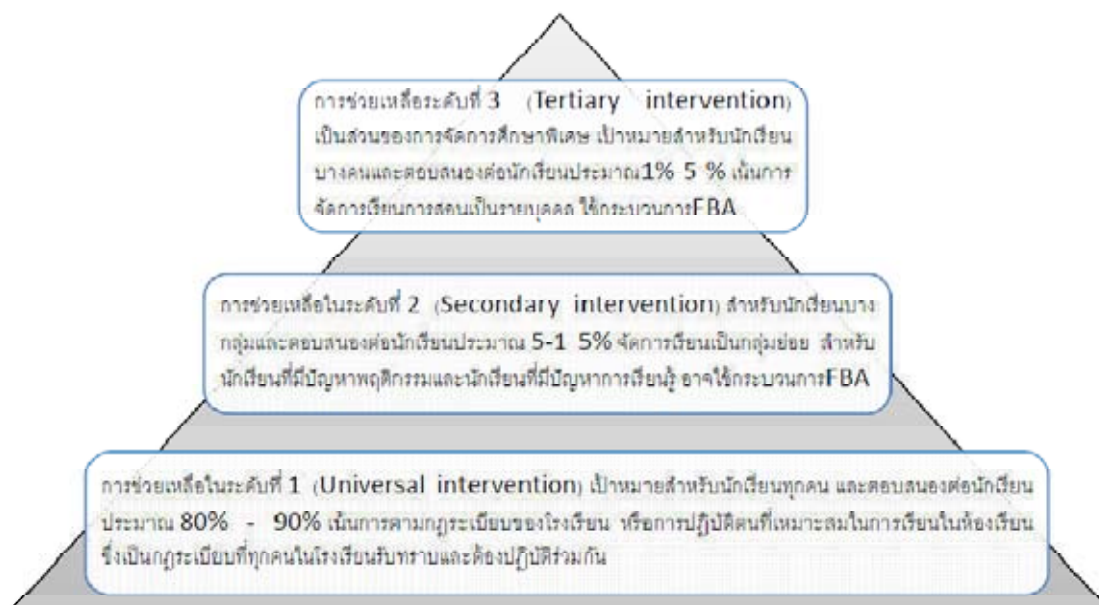 การช่วยเหลือระดับที่ 3 (Tertiary intervention)
เป็นส่วนของการจัดการศึกษาพิเศษ เป้าหมายสำหรับนักเรียน
บางคนและตอบสนองต่อนักเรียนประมาณ1% 5 % เน้นการ
จัดการเรียนการสอนเป็นรายบุคคล ใช้กระบวนการFBA
การช่วยเหลือในระดับที่ 2 (Secondary intervention) สำหรับนักเรียนบาง
กลุ่มและตอบสนองต่อนักเรียนประมาณ 5-1 5% จัดการเรียนเป็นกลุ่มย่อย สำหรับ
นักเรียนที่มีปัญหาพฤติกรรมและนักเรียนที่มีปัญหาการเรียนรู้ อาจใช้กระบวนการFBA
การช่วยเหลือในระดับที่ 1 (Universal intervention) เป้าหมายสำหรับนักเรียนทุกคน และตอบสนองต่อนักเรียน
ประมาณ 80% - 90% เน้นการตามกฎระเบียบของโรงเรียน หรือการปฏิบัติตนที่เหมาะสมในการเรียนในห้องเรียน
ซึ่งเป็นกฎระเบียบที่ทุกคนในโรงเรียนรับทราบและต้องปฏิบัติร่วมกัน